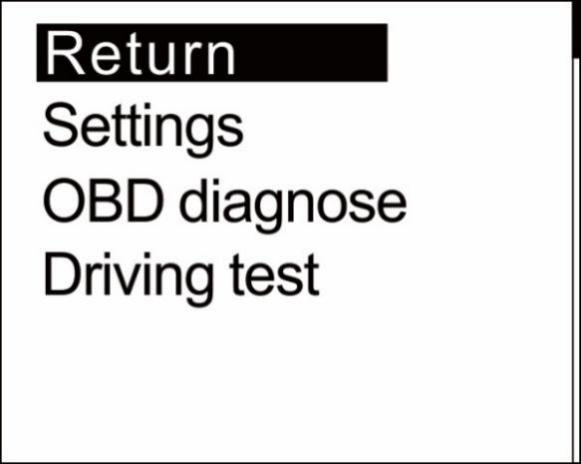 Return
Settings
OBD diagnose
Driving test